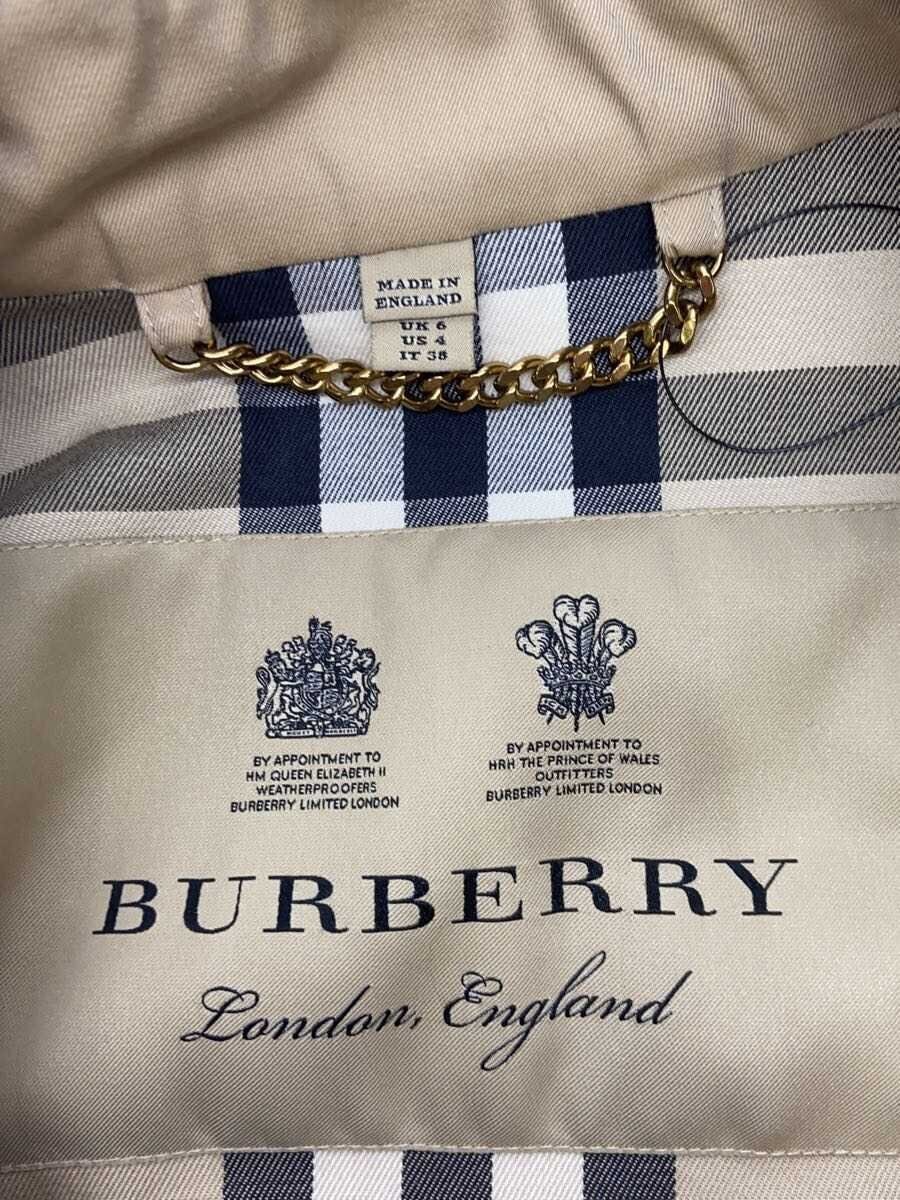 MADE IN
ENGLAND
UK 6
US 4
IT 38
BY APPOINTMENT TO
HM QUEEN ELIZABETH II
WEATHERPROOFERS
BURBERRY LIMITED LONDON
BY APPOINTMENT TO
HRH THE PRINCE OF WALES
OUTFITTERS
BURBERRY LIMITED LONDON
BURBERRY
London, England